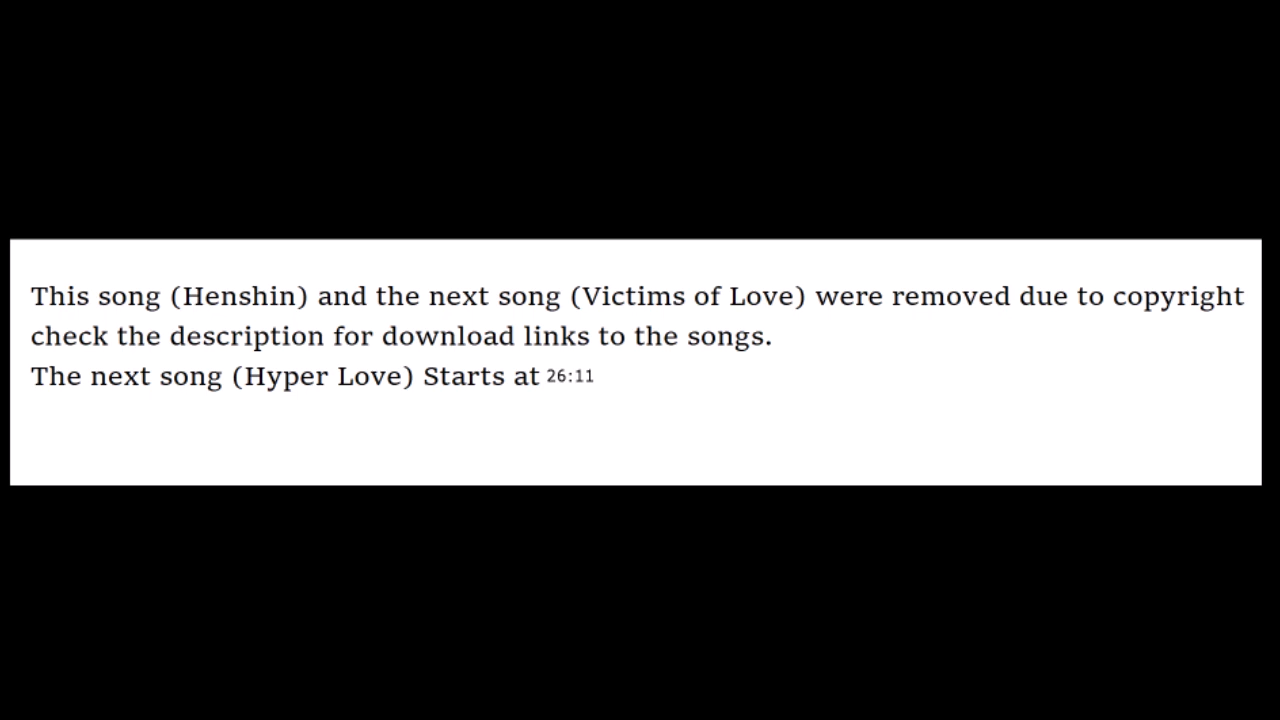 This song (Henshin) and the next song (Victims of Love) were removed due to copyright
check the description for download links to the songs.
The next song (Hyper Love) Starts at 26:11